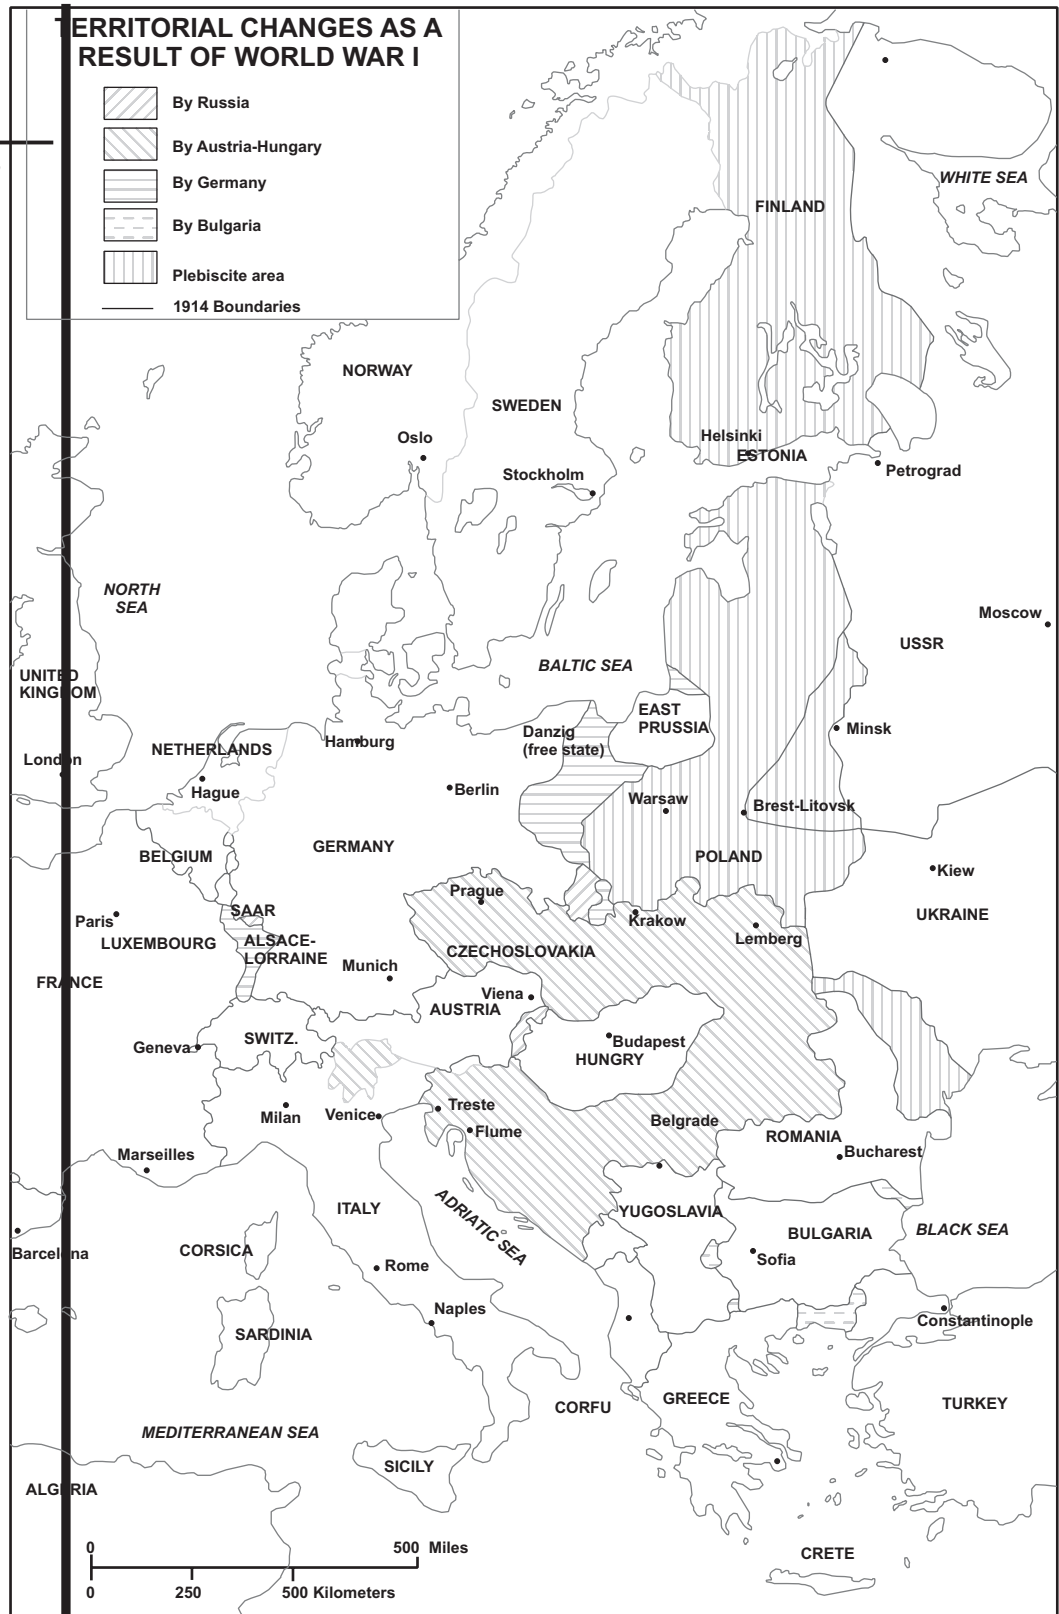 TERRITORIAL CHANGES AS A
RESULT OF WORLD WAR I
By Russia
By Austria-Hungary
By Germany
By Bulgaria
Plebiscite area
1914 Boundaries
WHITE SEA
FINLAND
NORWAY
SWEDEN
Oslo
Helsinki
ESTONIA
Stockholm
Petrograd
NORTH
SEA
Moscow
USSR
BALTIC SEA
UNITED
KINGDOM
EAST
PRUSSIA
Danzig
(free state)
Minsk
Hamburg
NETHERLANDS
London
Hague
Berlin
Warsaw
Brest-Litovsk
GERMANY
BELGIUM
POLAND
Kiew
Prague
SAAR
Paris
Krakow
UKRAINE
LUXEMBOURG
ALSACE-
LORRAINE
Lemberg
CZECHOSLOVAKIA
Munich
FRANCE
Viena
AUSTRIA
SWITZ.
Geneva
Budapest
HUNGRY
Milan
Venice
Treste
Flume
Belgrade
ROMANIA
Bucharest
Marseilles
ITALY
ADRIATIC SEA
YUGOSLAVIA
BULGARIA
BLACK SEA
Barcelona
CORSICA
Sofia
Rome
Naples
SARDINIA
Constantinople
CORFU
GREECE
TURKEY
MEDITERRANEAN SEA
SICILY
ALGERIA
CRETE
0 500 Miles
0 250 500 Kilometers